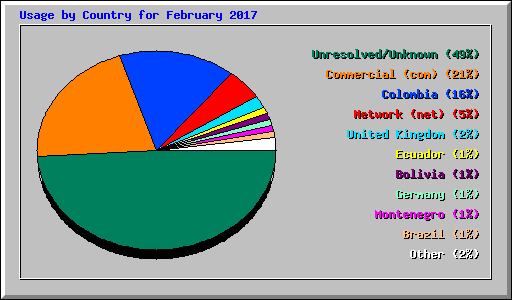 Usage by Country for February 2017
Unresolved/Unknown (49%)
Commercial (com) (21%)
Colombia (16%)
Network (net) (5%)
United Kingdom (2%)
Ecuador (1%)
Bolivia (1%)
Germany (1%)
Montenegro (1%)
Brazil (1%)
Other (2%)